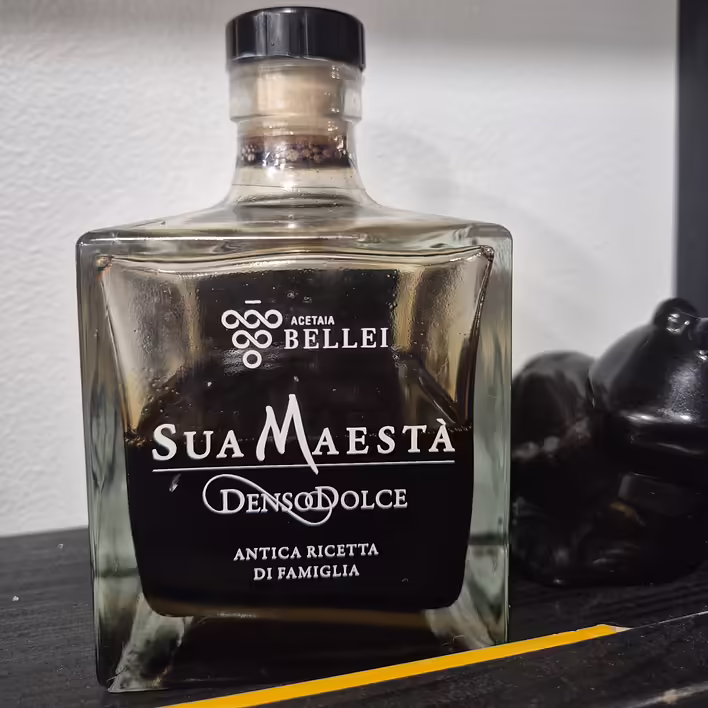 ACETAIA
BELLEI
SUA MAESTÀ
DENSODOLCE
ANTICA RICETTA
DI FAMIGLIA